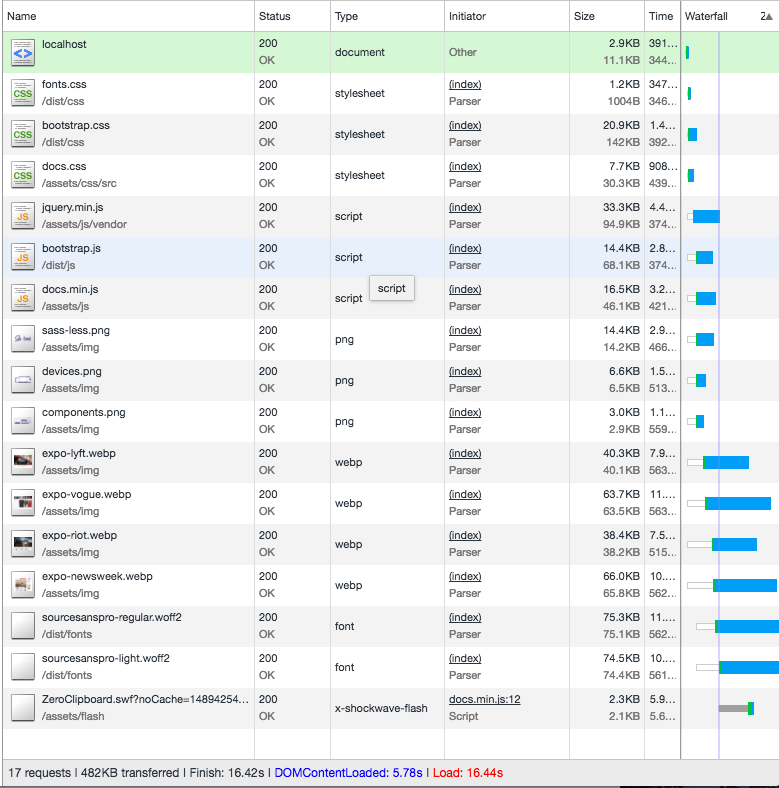 Name Status Type Initiator Size Time Waterfall 2▲
localhost 200 document Other 2.9KB 391...
OK 11.1KB 344...
fonts.css 200 stylesheet (index) 1.2KB 347...
/dist/css OK Parser 1004B 346...
bootstrap.css 200 stylesheet (index) 20.9KB 1.4...
/dist/css OK Parser 142KB 392...
docs.css 200 stylesheet (index) 7.7KB 908...
/assets/css/src OK Parser 30.3KB 439...
jquery.min.js 200 script (index) 33.3KB 4.4...
/assets/js/vendor OK Parser 94.9KB 374...
bootstrap.js 200 script (index) 14.4KB 2.8...
/dist/js OK Parser 68.1KB 374...
docs.min.js 200 script (index) 16.5KB 3.2...
/assets/js OK Parser 46.1KB 421...
script
sass-less.png 200 png (index) 14.4KB 2.9...
/assets/img OK Parser 14.2KB 466...
devices.png 200 png (index) 6.6KB 1.5...
/assets/img OK Parser 6.5KB 513...
components.png 200 png (index) 3.0KB 1.1...
/assets/img OK Parser 2.9KB 559...
expo-lyft.webp 200 webp (index) 40.3KB 7.9...
/assets/img OK Parser 40.1KB 563...
expo-vogue.webp 200 webp (index) 63.7KB 11....
/assets/img OK Parser 63.5KB 563...
expo-riot.webp 200 webp (index) 38.4KB 7.5...
/assets/img OK Parser 38.2KB 515...
expo-newsweek.webp 200 webp (index) 66.0KB 10....
/assets/img OK Parser 65.8KB 562...
sourcesanspro-regular.woff2 200 font (index) 75.3KB 11....
/dist/fonts OK Parser 75.1KB 562...
sourcesanspro-light.woff2 200 font (index) 74.5KB 10....
/dist/fonts OK Parser 74.4KB 561...
ZeroClipboard.swf?noCache=14894254... 200 x-shockwave-flash docs.min.js:12 2.3KB 5.9...
/assets/flash OK Script 2.1KB 5.6...
17 requests | 482KB transferred | Finish: 16.42s | DOMContentLoaded: 5.78s | Load: 16.44s